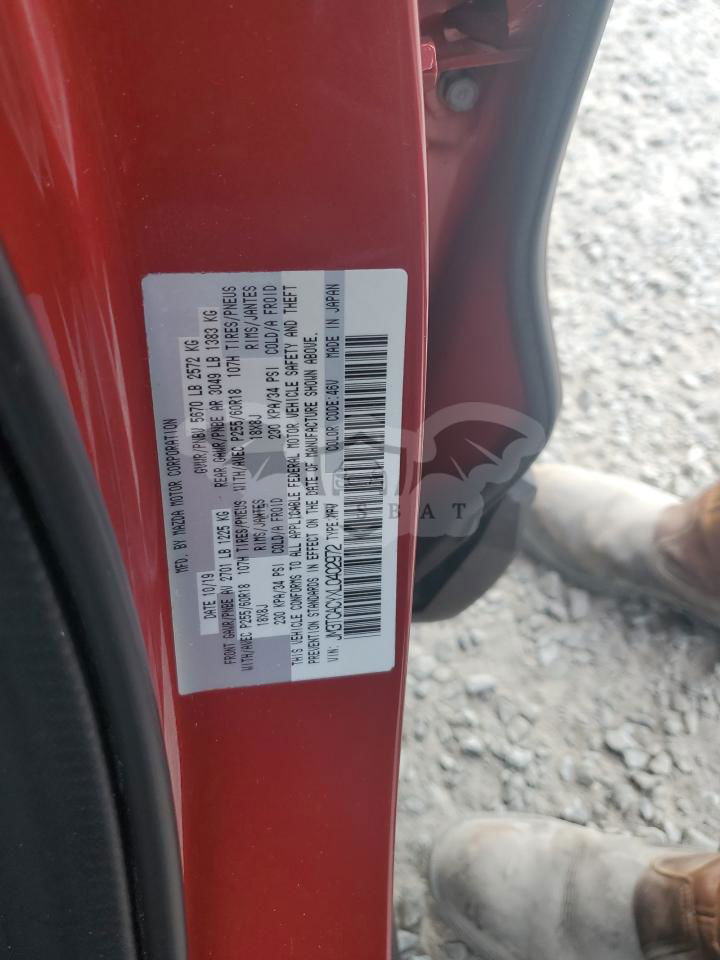 MFD. BY MAZDA MOTOR CORPORATION
DATE 10/19 GVWR/PNBV 5670 LB 2572 KG
FRONT GAWR/PNBE AV 2701 LB 1225 KG REAR GAWR/PNBE AR 3049 LB 1383 KG
WITH/AVEC P255/60R18 107H TIRES/PNEUS WITH/AVEC P255/60R18 107H TIRES/PNEUS
18X8J RIMS/JANTES 18X8J RIMS/JANTES
230 KPA/34 PSI COLD/A FROID 230 KPA/34 PSI COLD/A FROID
THIS VEHICLE CONFORMS TO ALL APPLICABLE FEDERAL MOTOR VEHICLE SAFETY AND THEFT
PREVENTION STANDARDS IN EFFECT ON THE DATE OF MANUFACTURE SHOWN ABOVE.
VIN: JM3TCACYXL0402972 TYPE:MPV COLOR CODE:46V MADE IN JAPAN